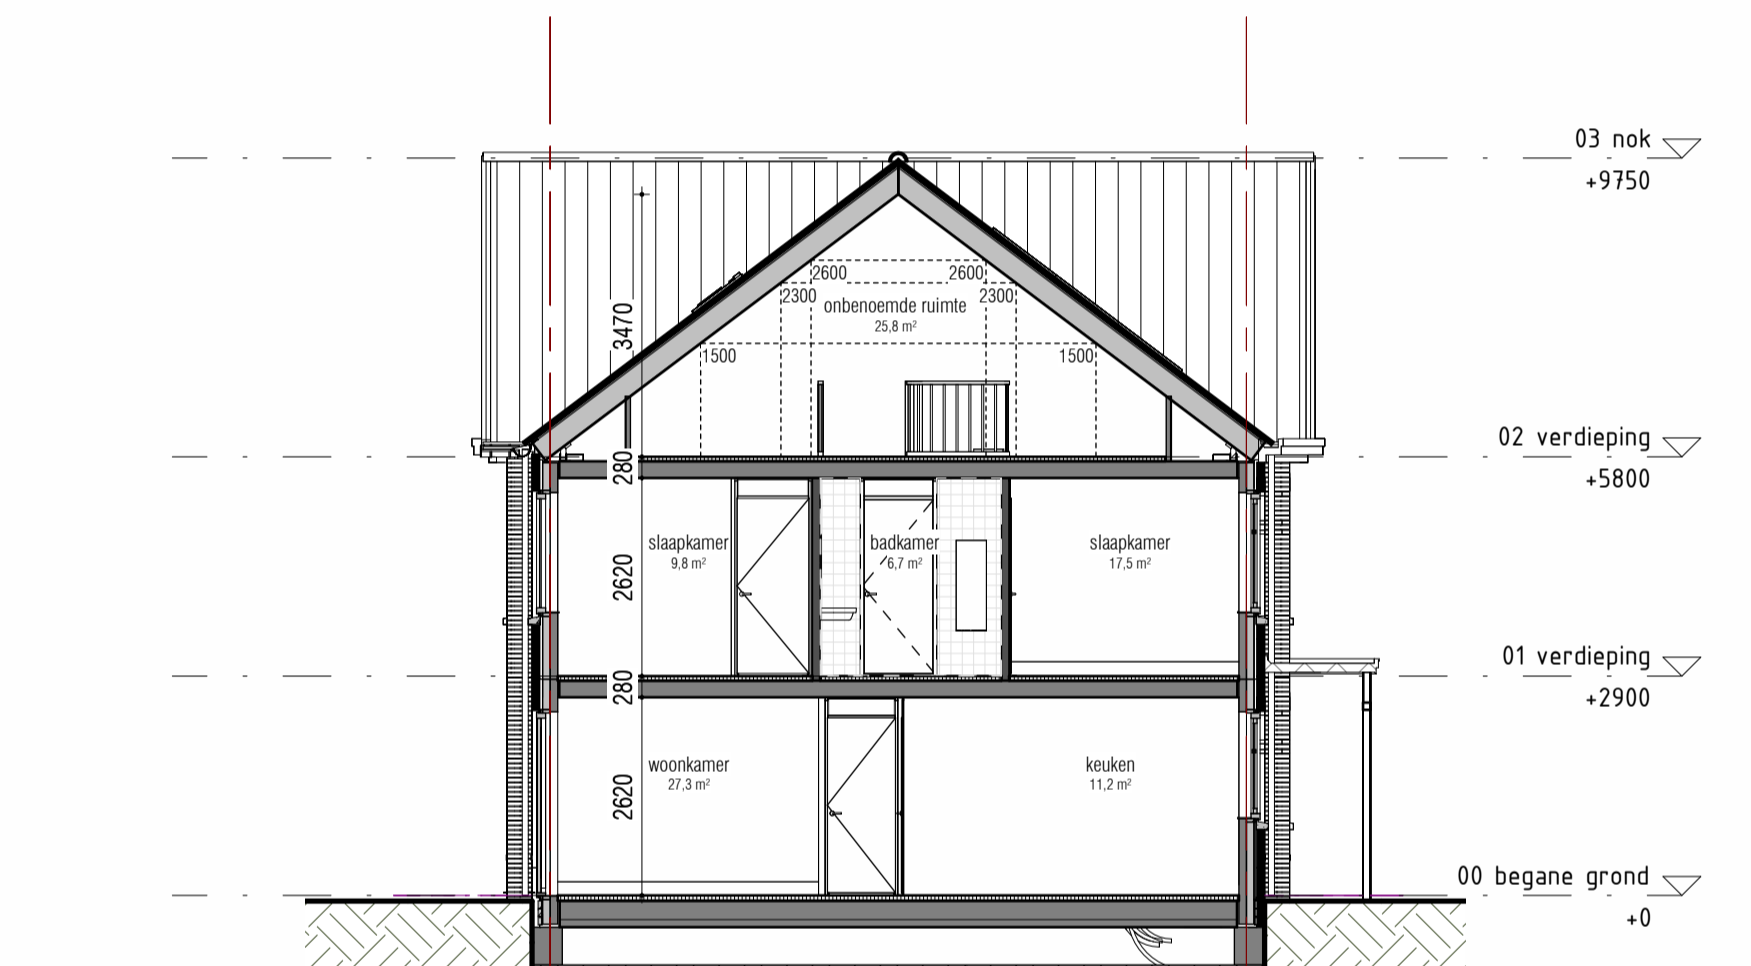 03 nok
+9750
2600 2600
2300 2300
onbenoemde ruimte
25,8 m²
3470
1500 1500
02 verdieping
+5800
280
slaapkamer
9,8 m²
badkamer
6,7 m²
slaapkamer
17,5 m²
2620
01 verdieping
+2900
280
woonkamer
27,3 m²
keuken
11,2 m²
2620
00 begane grond
+0